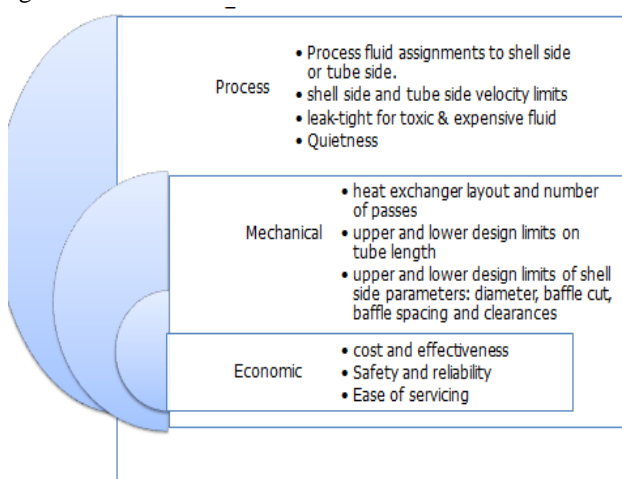 Process
• Process fluid assignments to shell side
or tube side.
• shell side and tube side velocity limits
• leak-tight for toxic & expensive fluid
• Quietness
Mechanical
• heat exchanger layout and number
of passes
• upper and lower design limits on
tube length
• upper and lower design limits of shell
side parameters: diameter, baffle cut,
baffle spacing and clearances
Economic
• cost and effectiveness
• Safety and reliability
• Ease of servicing